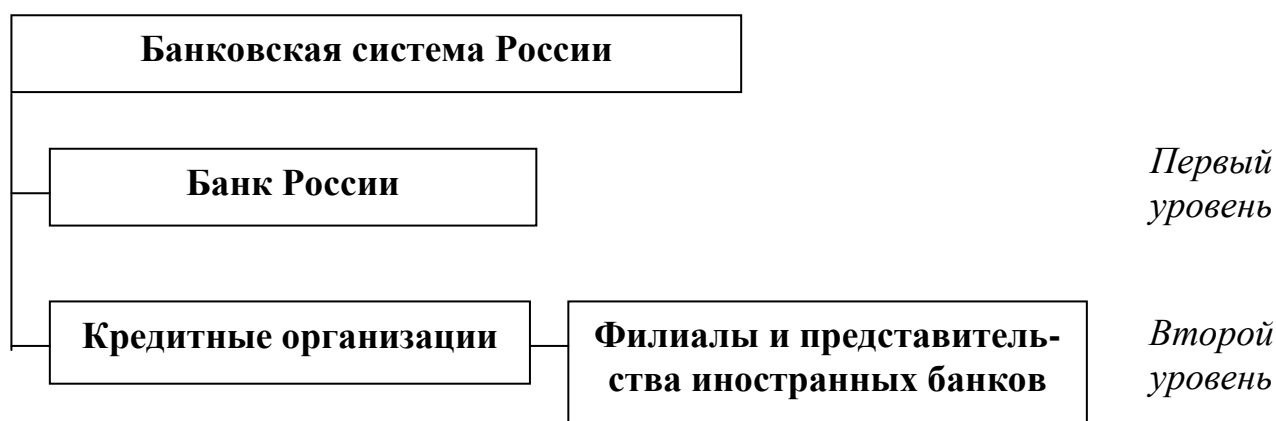 Банковская система России
Банк России
Первый
уровень
Кредитные организации
Филиалы и представитель-
ства иностранных банков
Второй
уровень